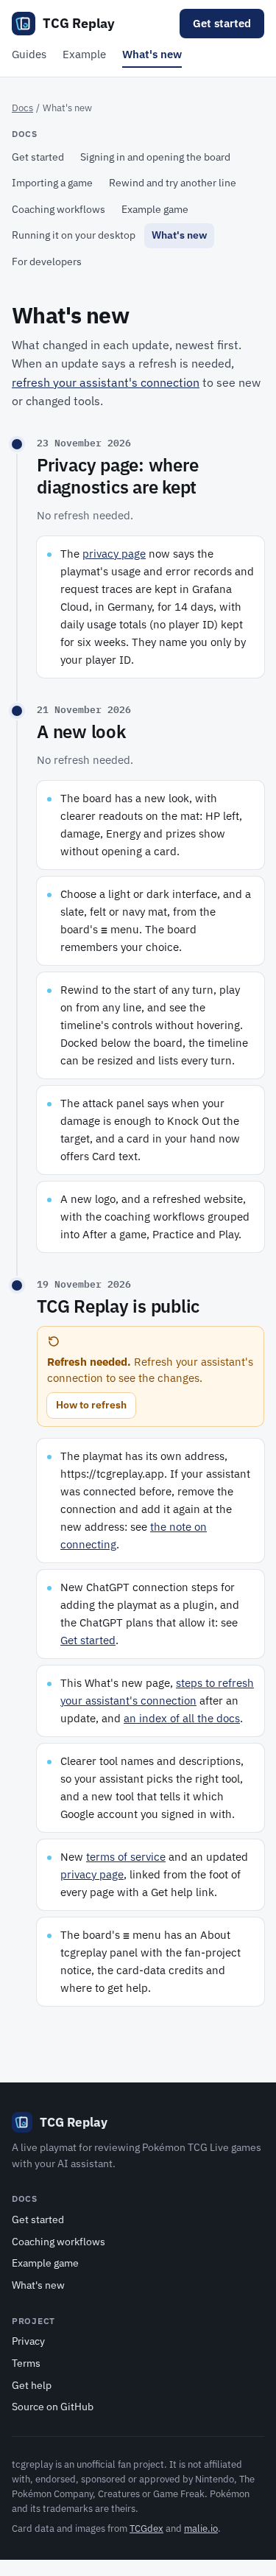 TCG Replay
Get started
Guides Example What's new
Docs / What's new
DOCS
Get started Signing in and opening the board
Importing a game Rewind and try another line
Coaching workflows Example game
Running it on your desktop What's new
For developers
What's new
What changed in each update, newest first.
When an update says a refresh is needed,
refresh your assistant's connection to see new
or changed tools.
23 November 2026
Privacy page: where
diagnostics are kept
No refresh needed.
The privacy page now says the
playmat's usage and error records and
request traces are kept in Grafana
Cloud, in Germany, for 14 days, with
daily usage totals (no player ID) kept
for six weeks. They name you only by
your player ID.
21 November 2026
A new look
No refresh needed.
The board has a new look, with
clearer readouts on the mat: HP left,
damage, Energy and prizes show
without opening a card.
Choose a light or dark interface, and a
slate, felt or navy mat, from the
board's ≡ menu. The board
remembers your choice.
Rewind to the start of any turn, play
on from any line, and see the
timeline's controls without hovering.
Docked below the board, the timeline
can be resized and lists every turn.
The attack panel says when your
damage is enough to Knock Out the
target, and a card in your hand now
offers Card text.
A new logo, and a refreshed website,
with the coaching workflows grouped
into After a game, Practice and Play.
19 November 2026
TCG Replay is public
Refresh needed. Refresh your assistant's
connection to see the changes.
How to refresh
The playmat has its own address,
https://tcgreplay.app. If your assistant
was connected before, remove the
connection and add it again at the
new address: see the note on
connecting.
New ChatGPT connection steps for
adding the playmat as a plugin, and
the ChatGPT plans that allow it: see
Get started.
This What's new page, steps to refresh
your assistant's connection after an
update, and an index of all the docs.
Clearer tool names and descriptions,
so your assistant picks the right tool,
and a new tool that tells it which
Google account you signed in with.
New terms of service and an updated
privacy page, linked from the foot of
every page with a Get help link.
The board's ≡ menu has an About
tcgreplay panel with the fan-project
notice, the card-data credits and
where to get help.
TCG Replay
A live playmat for reviewing Pokémon TCG Live games
with your AI assistant.
DOCS
Get started
Coaching workflows
Example game
What's new
PROJECT
Privacy
Terms
Get help
Source on GitHub
tcgreplay is an unofficial fan project. It is not affiliated
with, endorsed, sponsored or approved by Nintendo, The
Pokémon Company, Creatures or Game Freak. Pokémon
and its trademarks are theirs.
Card data and images from TCGdex and malie.io.